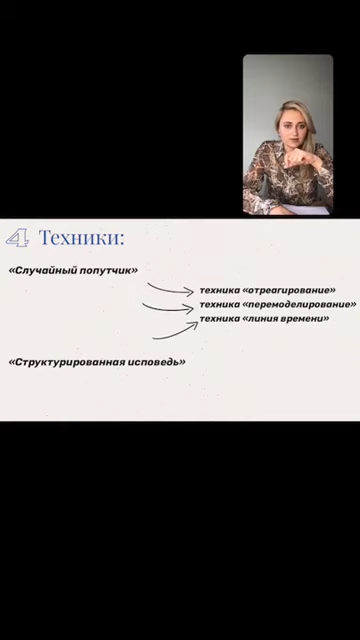 4 Техники:
«Случайный попутчик»
техника «отреагирование»
техника «перемоделирование»
техника «линия времени»
«Структурированная исповедь»